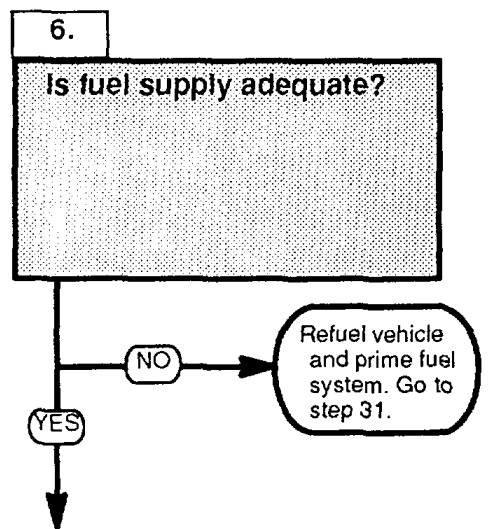 6.
Is fuel supply adequate?
NO
Refuel vehicle
and prime fuel
system. Go to
step 31.
YES